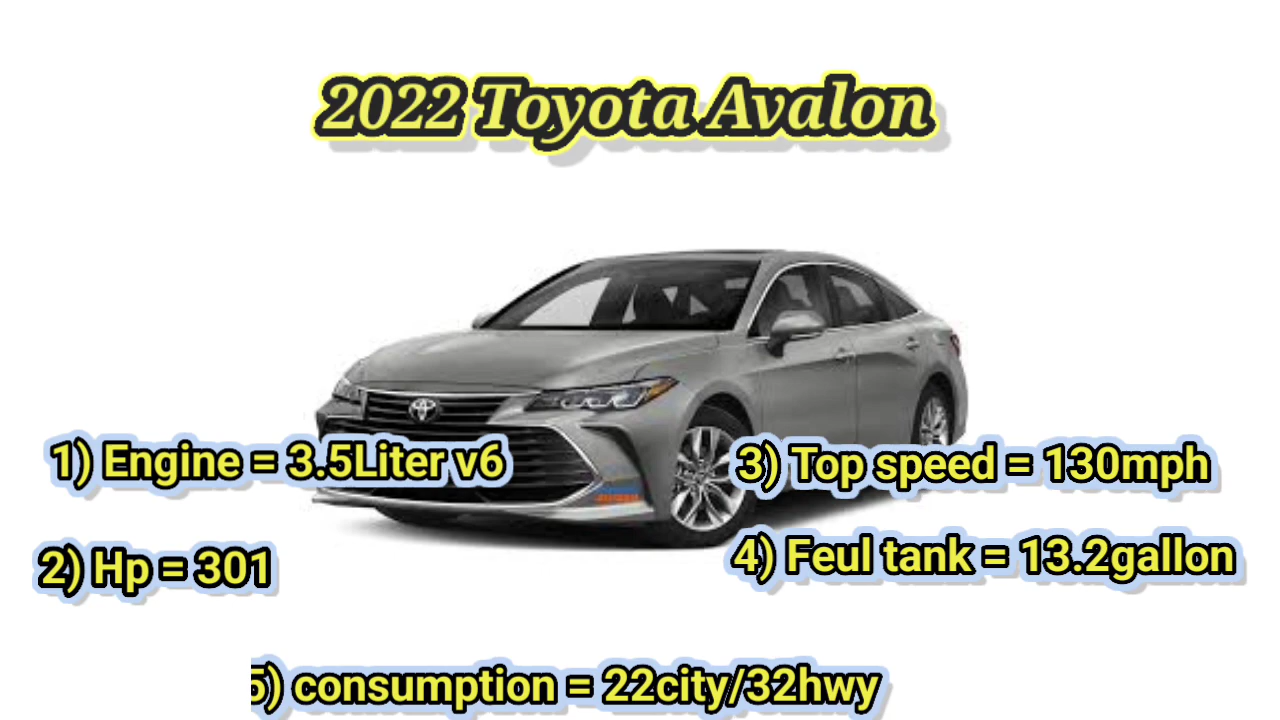 2022 Toyota Avalon
1) Engine = 3.5Liter v6
2) Hp = 301
3) Top speed = 130mph
4) Feul tank = 13.2gallon
5) consumption = 22city/32hwy